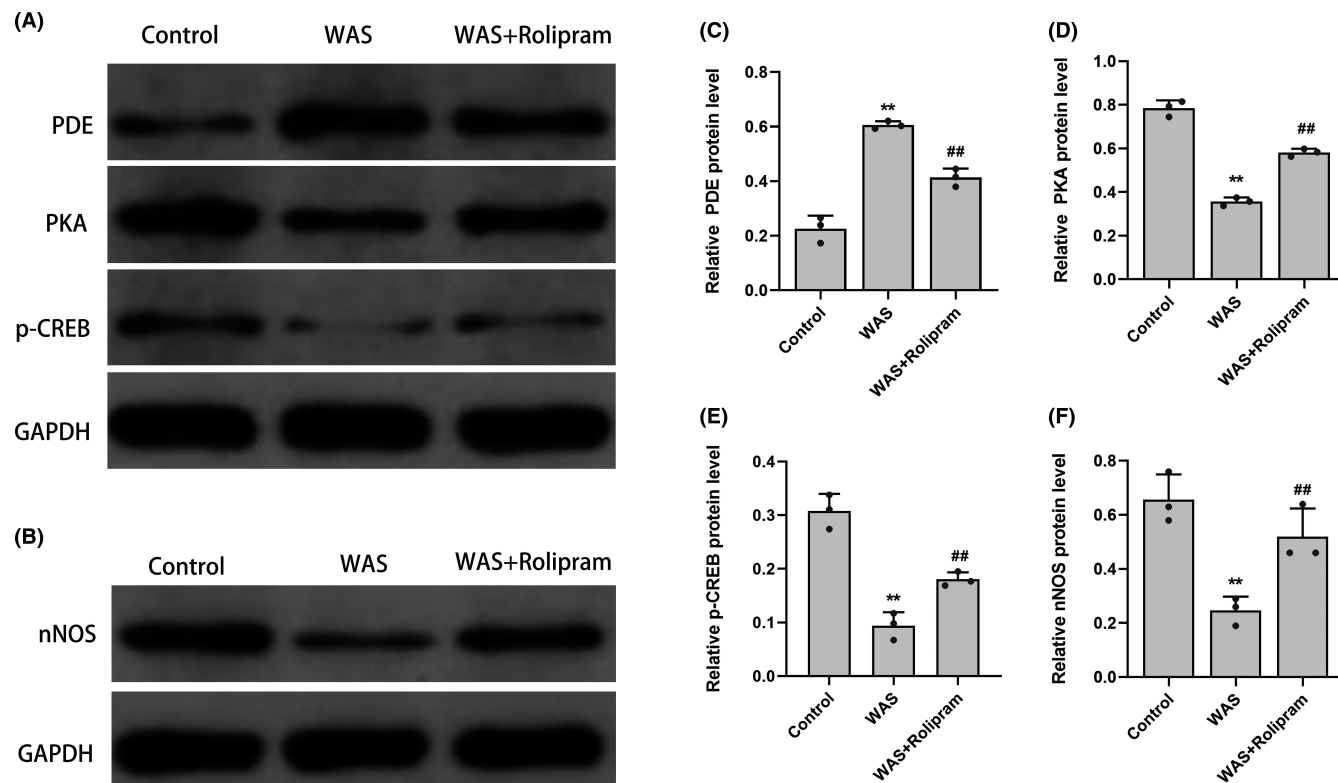 (A)
Control WAS WAS+Rolipram
PDE
PKA
p-CREB
GAPDH
(B)
Control WAS WAS+Rolipram
nNOS
GAPDH
(C)
Relative PDE protein level
0.8
0.6
0.4
0.2
0.0
**
##
Control
WAS
WAS+Rolipram
(D)
Relative PKA protein level
1.0
0.8
0.6
0.4
0.2
0.0
**
##
Control
WAS
WAS+Rolipram
(E)
Relative p-CREB protein level
0.4
0.3
0.2
0.1
0.0
**
##
Control
WAS
WAS+Rolipram
(F)
Relative nNOS protein level
0.8
0.6
0.4
0.2
0.0
**
##
Control
WAS
WAS+Rolipram